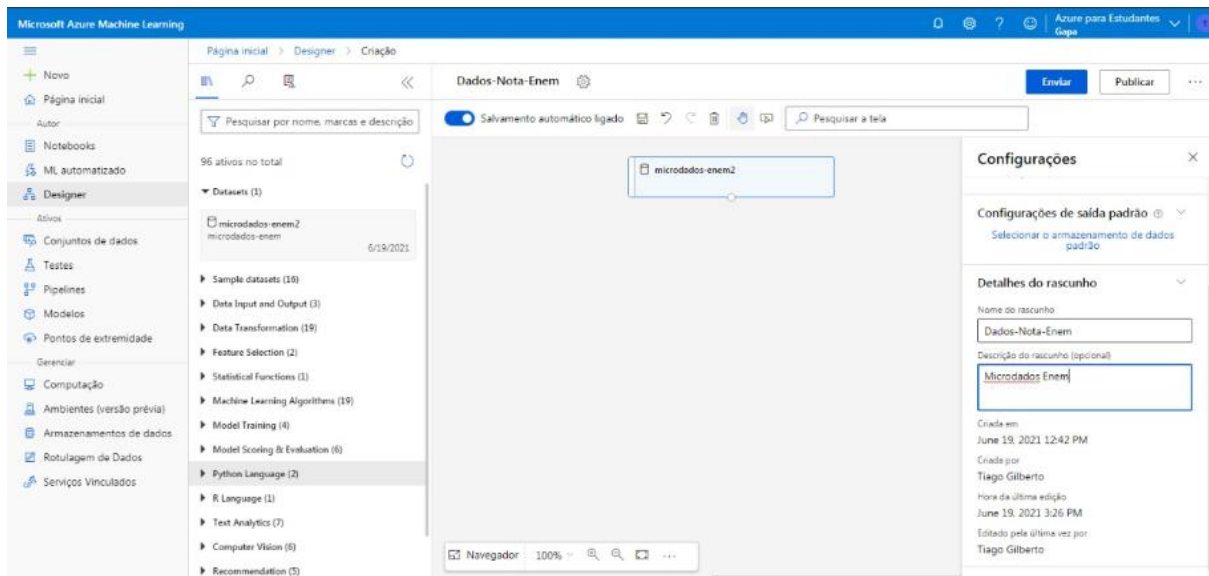 Microsoft Azure Machine Learning
Azure para Estudantes
Gapa
Novo
Página inicial
Autor
Notebooks
ML automatizado
Designer
Ativos
Conjuntos de dados
Testes
Pipelines
Modelos
Pontos de extremidade
Gerenciar
Computação
Ambientes (versão prévia)
Armazenamentos de dados
Rotulagem de Dados
Serviços Vinculados
Página inicial > Designer > Criação
Pesquisar por nome, marcas e descrição
96 ativos no total
Datasets (1)
microdados-enem2
microdados-enem
6/19/2021
Sample datasets (16)
Data Input and Output (3)
Data Transformation (19)
Feature Selection (2)
Statistical Functions (1)
Machine Learning Algorithms (19)
Model Training (4)
Model Scoring & Evaluation (6)
Python Language (2)
R Language (1)
Text Analytics (7)
Computer Vision (6)
Recommendation (5)
Dados-Nota-Enem
Enviar
Publicar
Salvamento automático ligado
Pesquisar a tela
microdados-enem2
Navegador 100%
Configurações
Configurações de saída padrão
Selecionar o armazenamento de dados
padrão
Detalhes do rascunho
Nome do rascunho
Dados-Nota-Enem
Descrição do rascunho (opcional)
Microdados Enem
Criada em
June 19, 2021 12:42 PM
Criada por
Tiago Gilberto
Hora da última edição
June 19, 2021 3:26 PM
Editado pela última vez por
Tiago Gilberto